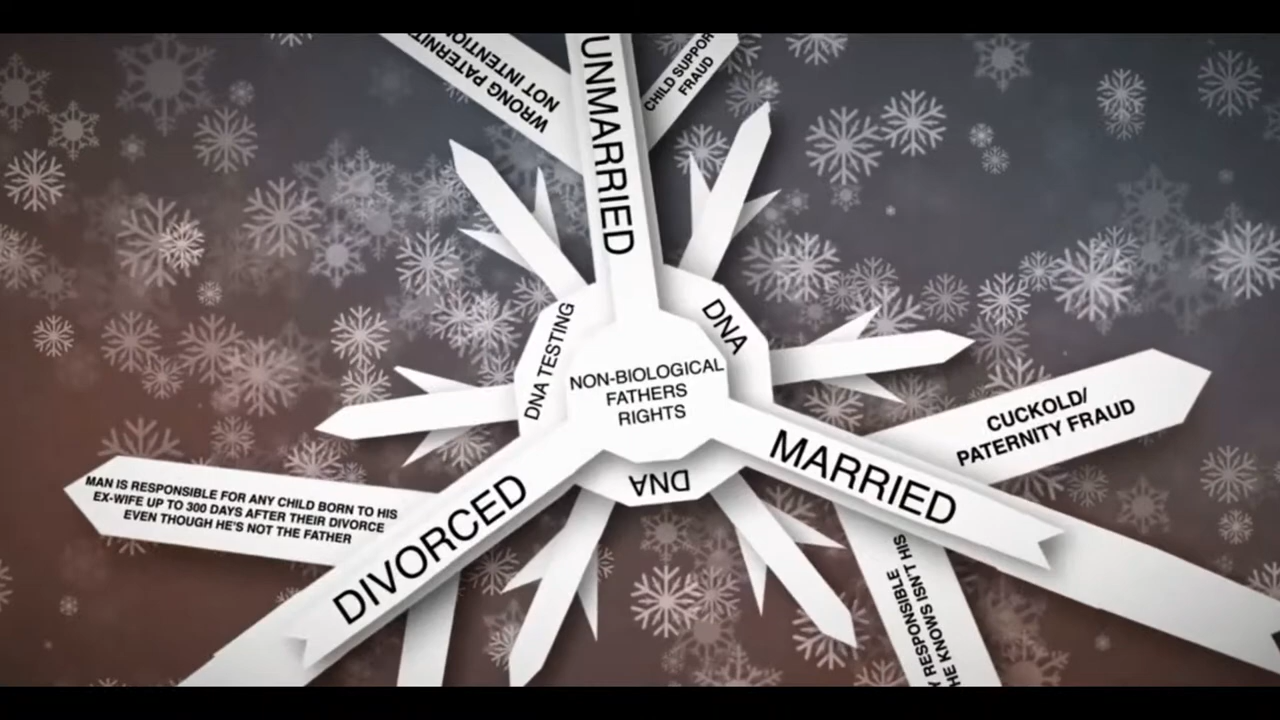 WRONG
NOT INTENTION
CHILD SUPPORT
FRAUD
UNMARRIED
DNA TESTING
DNA
NON-BIOLOGICAL
FATHERS
RIGHTS
DNA
MARRIED
CUCKOLD/
PATERNITY FRAUD
DIVORCED
MAN IS RESPONSIBLE FOR ANY CHILD BORN TO HIS
EX-WIFE UP TO 300 DAYS AFTER THEIR DIVORCE
EVEN THOUGH HE'S NOT THE FATHER
RESPONSIBLE
HE KNOWS ISN'T HIS